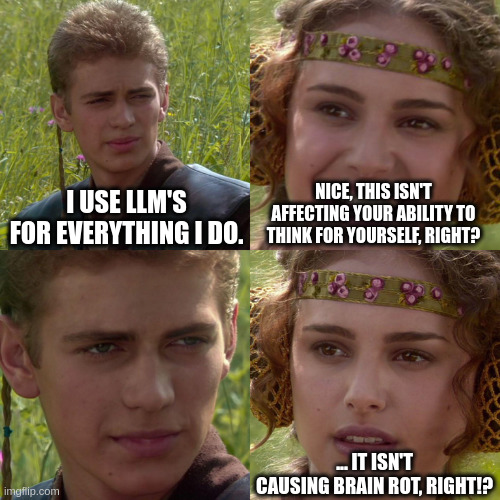 I USE LLM'S
FOR EVERYTHING I DO.
NICE, THIS ISN'T
AFFECTING YOUR ABILITY TO
THINK FOR YOURSELF, RIGHT?
... IT ISN'T
CAUSING BRAIN ROT, RIGHT!?
imgflip.com